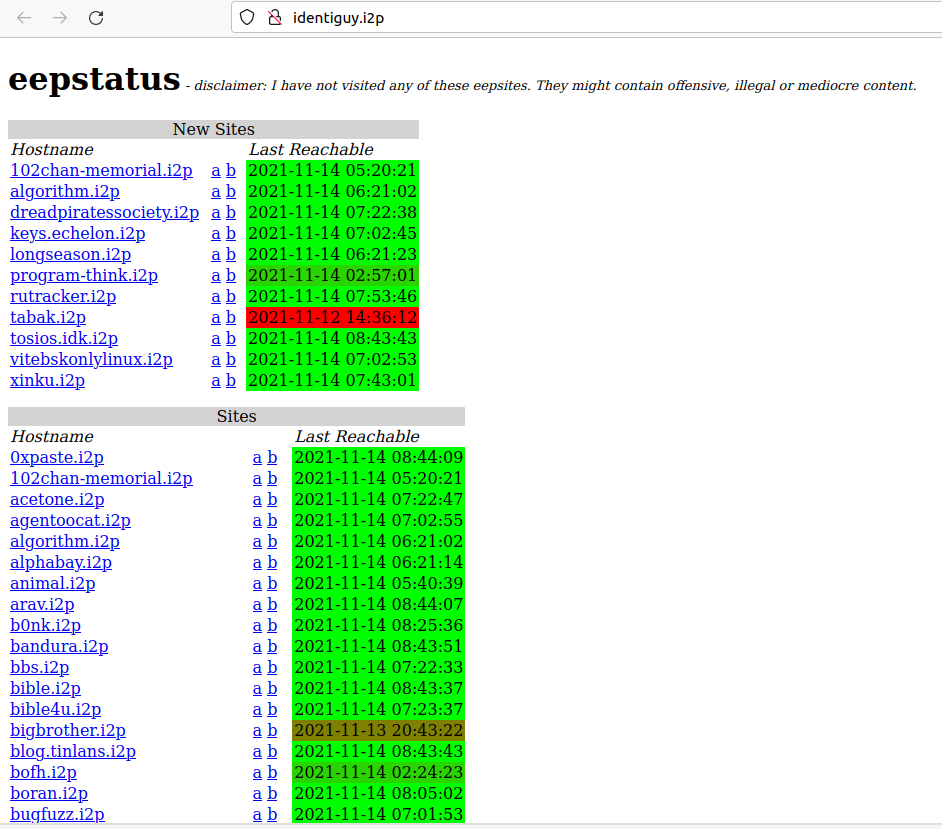 identiguy.i2p
eepstatus - disclaimer: I have not visited any of these eepsites. They might contain offensive, illegal or mediocre content.
New Sites
Hostname Last Reachable
102chan-memorial.i2p a b 2021-11-14 05:20:21
algorithm.i2p a b 2021-11-14 06:21:02
dreadpiratessociety.i2p a b 2021-11-14 07:22:38
keys.echelon.i2p a b 2021-11-14 07:02:45
longseason.i2p a b 2021-11-14 06:21:23
program-think.i2p a b 2021-11-14 02:57:01
rutracker.i2p a b 2021-11-14 07:53:46
tabak.i2p a b 2021-11-12 14:36:12
tosios.idk.i2p a b 2021-11-14 08:43:43
vitebskonlylinux.i2p a b 2021-11-14 07:02:53
xinku.i2p a b 2021-11-14 07:43:01
Sites
Hostname Last Reachable
0xpaste.i2p a b 2021-11-14 08:44:09
102chan-memorial.i2p a b 2021-11-14 05:20:21
acetone.i2p a b 2021-11-14 07:22:47
agentoocat.i2p a b 2021-11-14 07:02:55
algorithm.i2p a b 2021-11-14 06:21:02
alphabay.i2p a b 2021-11-14 06:21:14
animal.i2p a b 2021-11-14 05:40:39
arav.i2p a b 2021-11-14 08:44:07
b0nk.i2p a b 2021-11-14 08:25:36
bandura.i2p a b 2021-11-14 08:43:51
bbs.i2p a b 2021-11-14 07:22:33
bible.i2p a b 2021-11-14 08:43:37
bible4u.i2p a b 2021-11-14 07:23:37
bigbrother.i2p a b 2021-11-13 20:43:22
blog.tinlans.i2p a b 2021-11-14 08:43:43
bofh.i2p a b 2021-11-14 02:24:23
boran.i2p a b 2021-11-14 08:05:02
bugfuzz.i2p a b 2021-11-14 07:01:53